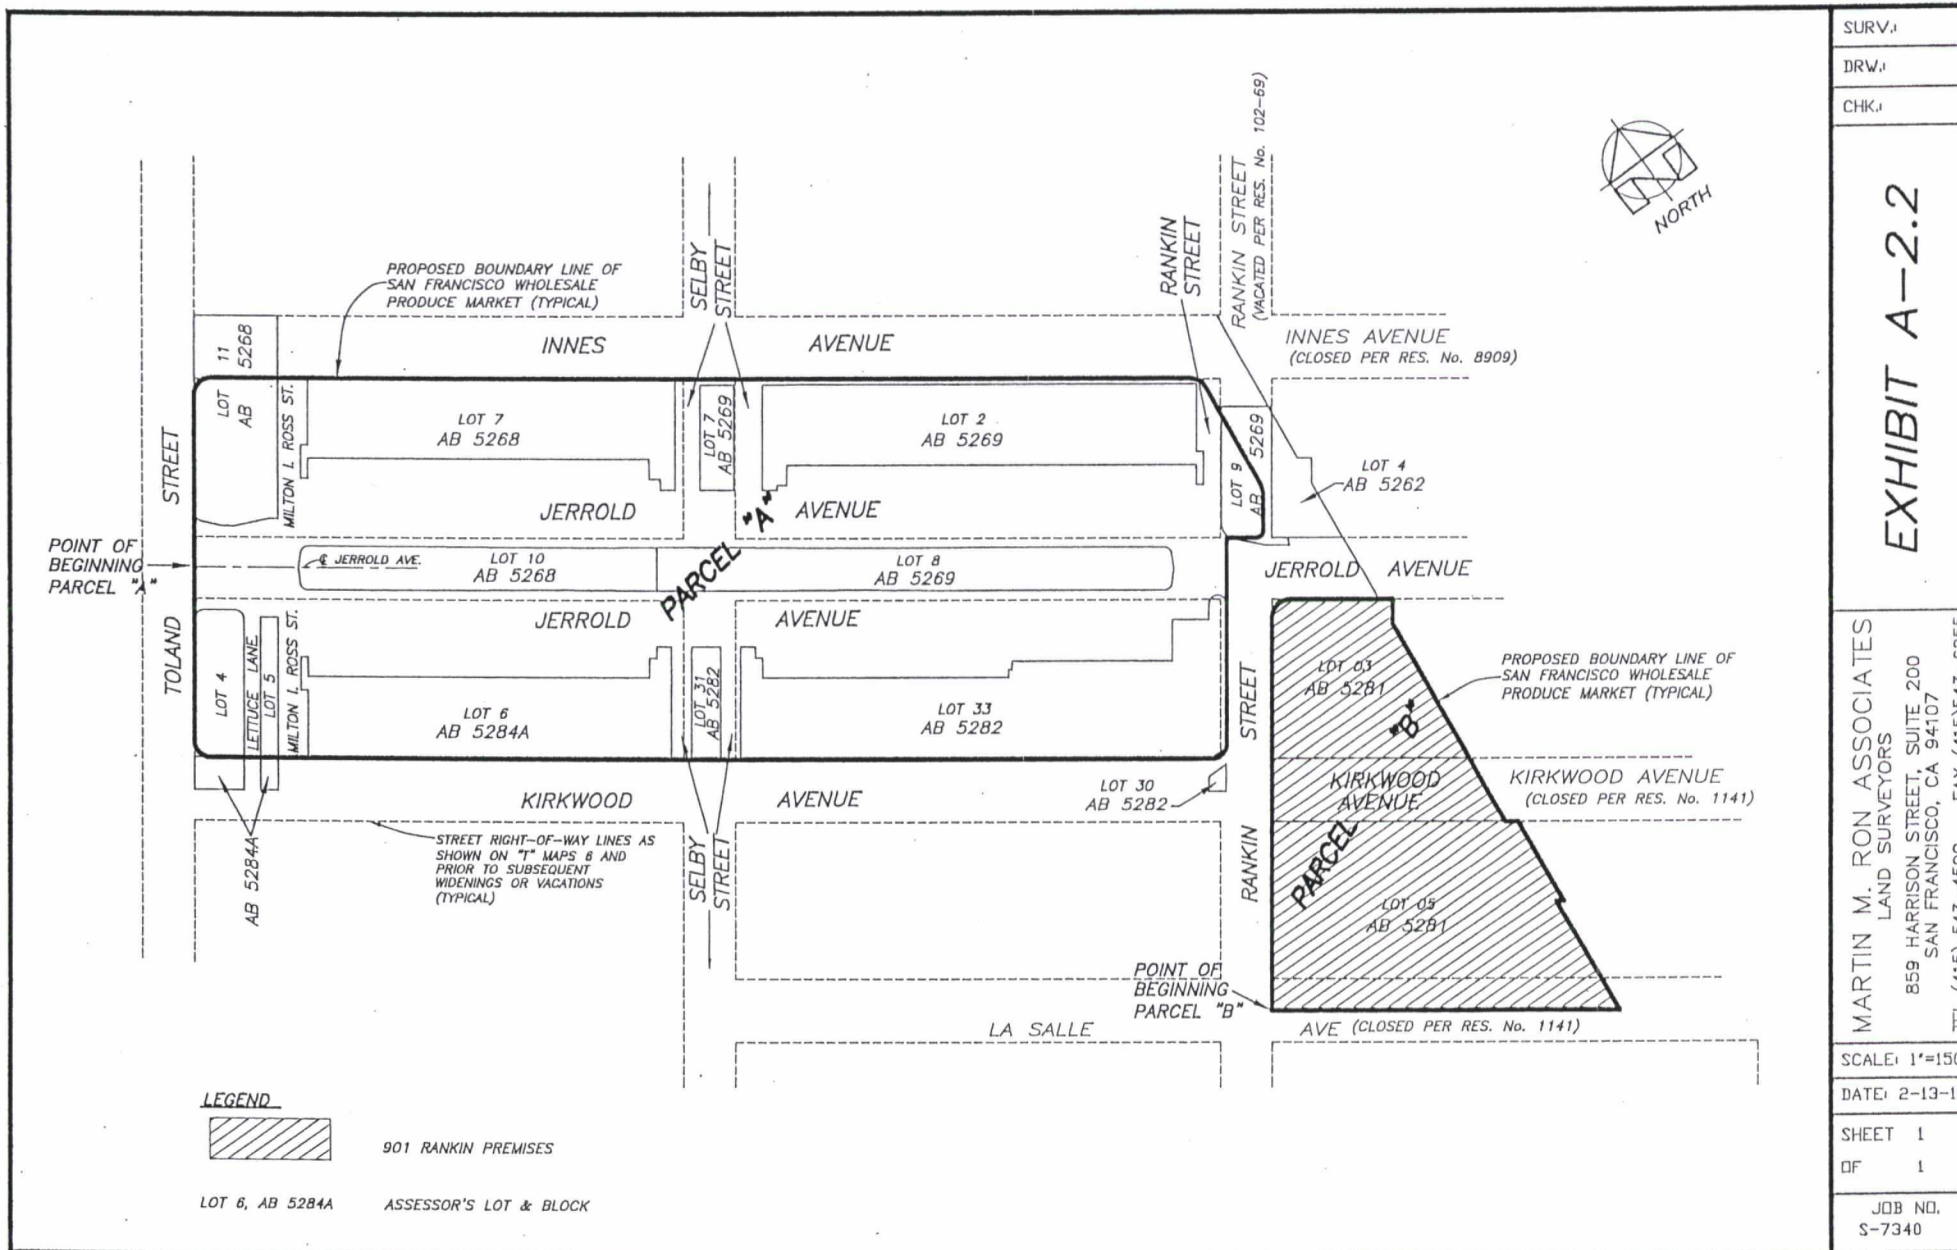 SURV.:
DRW.:
CHK.:
EXHIBIT A-2.2
MARTIN M. RON ASSOCIATES
LAND SURVEYORS
859 HARRISON STREET, SUITE 200
SAN FRANCISCO, CA 94107
SCALE: 1"=150
DATE: 2-13-1
SHEET 1
OF 1
JOB NO.
S-7340
NORTH
RANKIN STREET
(VACATED PER RES. No. 102-69)
RANKIN
STREET
SELBY
STREET
PROPOSED BOUNDARY LINE OF
SAN FRANCISCO WHOLESALE
PRODUCE MARKET (TYPICAL)
INNES AVENUE
INNES AVENUE
(CLOSED PER RES. No. 8909)
LOT 11
AB 5268
MILTON L ROSS ST.
LOT 7
AB 5268
LOT 7
AB 5269
LOT 2
AB 5269
LOT 9
AB 5269
LOT 4
AB 5262
TOLAND STREET
JERROLD AVENUE
POINT OF
BEGINNING
PARCEL "A"
℄ JERROLD AVE.
LOT 10
AB 5268
PARCEL "A"
LOT 8
AB 5269
JERROLD AVENUE
JERROLD AVENUE
LOT 4
LETTUCE LANE
LOT 5
MILTON L ROSS ST.
LOT 6
AB 5284A
LOT 31
AB 5282
LOT 33
AB 5282
RANKIN STREET
LOT 03
AB 5281
PARCEL "B"
PROPOSED BOUNDARY LINE OF
SAN FRANCISCO WHOLESALE
PRODUCE MARKET (TYPICAL)
KIRKWOOD AVENUE
LOT 30
AB 5282
KIRKWOOD
AVENUE
KIRKWOOD AVENUE
(CLOSED PER RES. No. 1141)
AB 5284A
STREET RIGHT-OF-WAY LINES AS
SHOWN ON "T" MAPS 6 AND
PRIOR TO SUBSEQUENT
WIDENINGS OR VACATIONS
(TYPICAL)
SELBY
STREET
LOT 05
AB 5281
POINT OF
BEGINNING
PARCEL "B"
LA SALLE AVE (CLOSED PER RES. No. 1141)
LEGEND
901 RANKIN PREMISES
LOT 6, AB 5284A ASSESSOR'S LOT & BLOCK